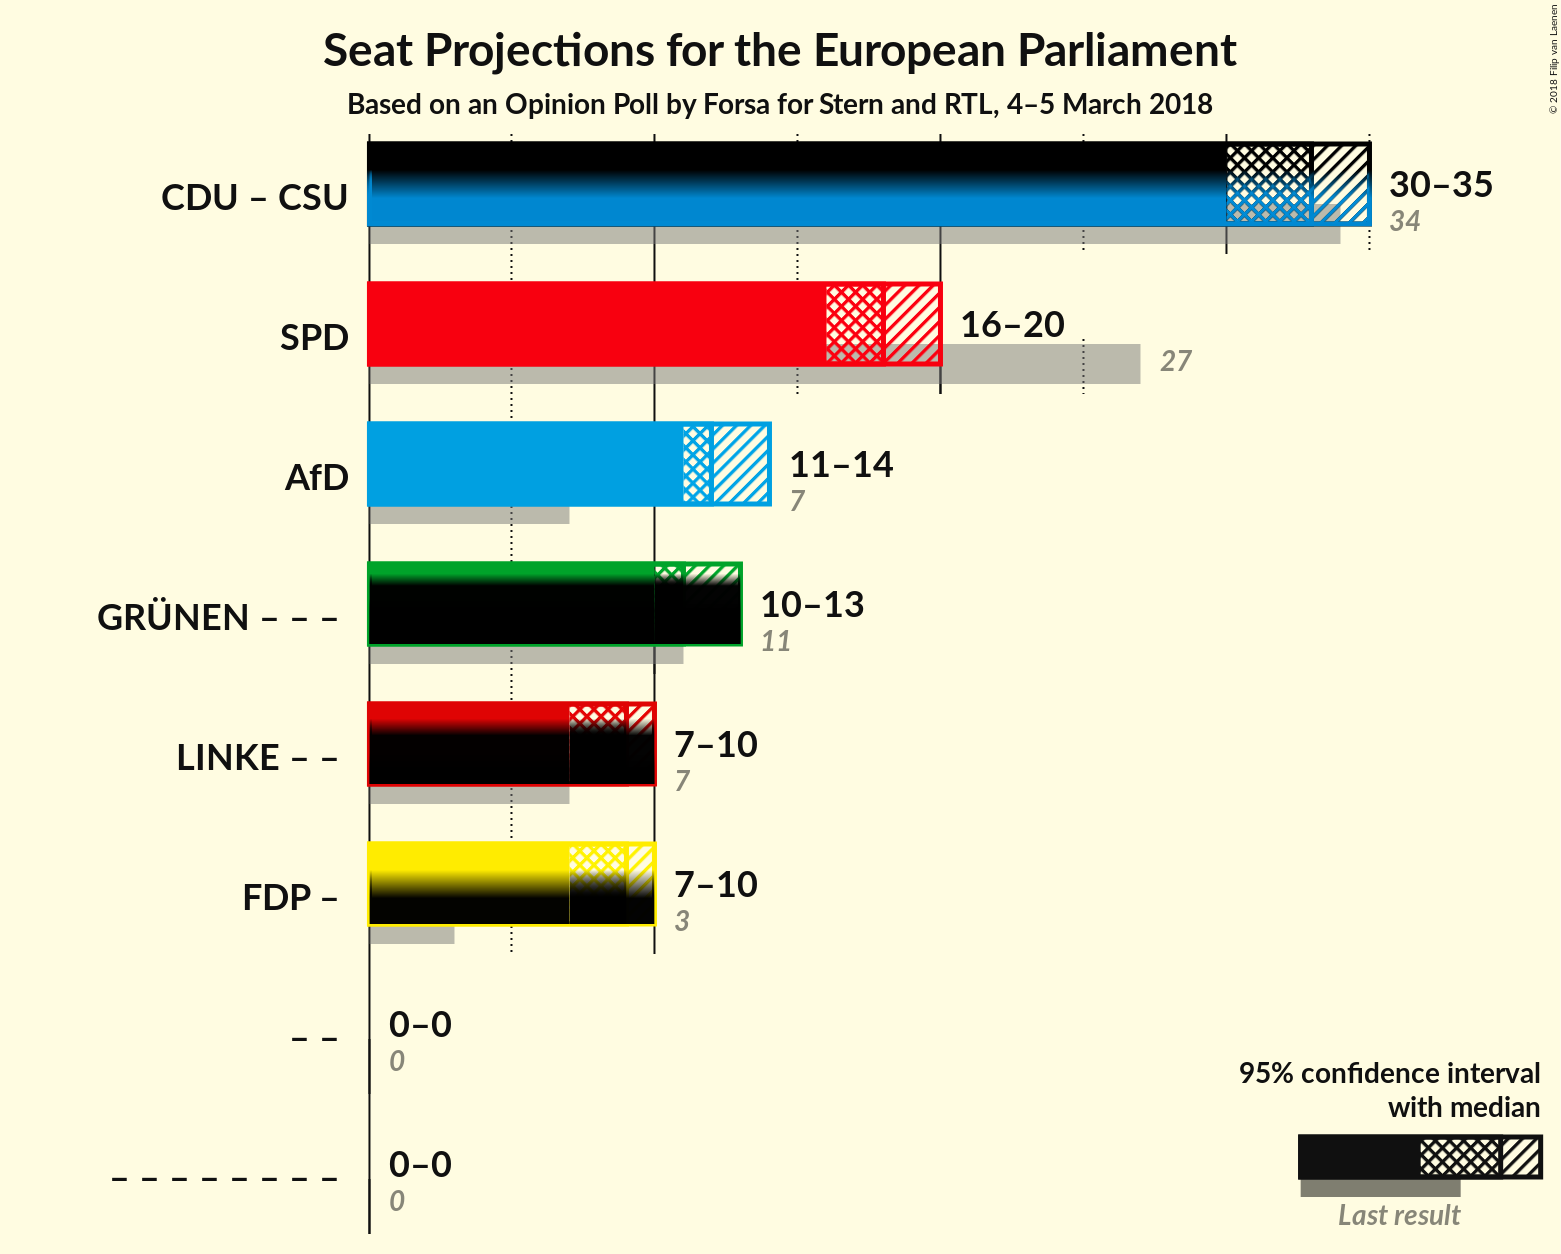 Seat Projections for the European Parliament
Based on an Opinion Poll by Forsa for Stern and RTL, 4–5 March 2018
© 2018 Filip van Laenen
CDU – CSU
30–35
34
SPD
16–20
27
AfD
11–14
7
GRÜNEN – – –
10–13
11
LINKE – –
7–10
7
FDP –
7–10
3
– –
0–0
0
– – – – – – – –
0–0
0
95% confidence interval
with median
Last result